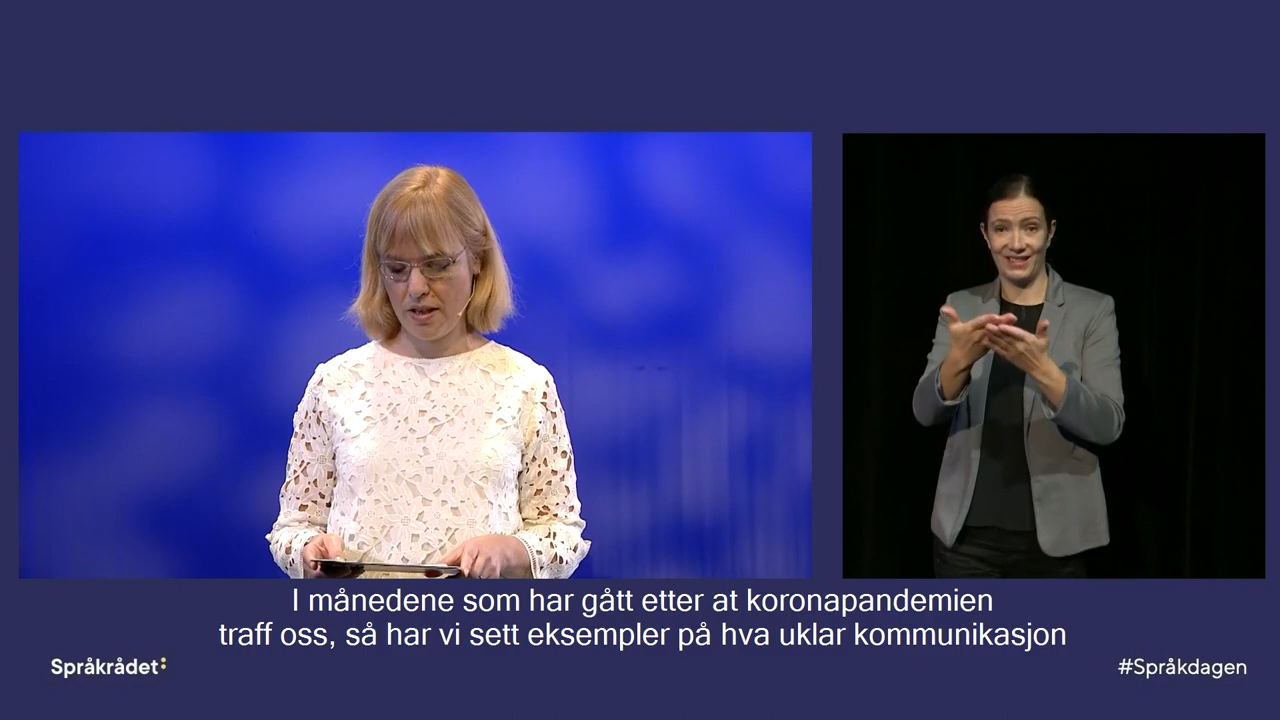 I månedene som har gått etter at koronapandemien
traff oss, så har vi sett eksempler på hva uklar kommunikasjon
Språkrådet:
#Språkdagen